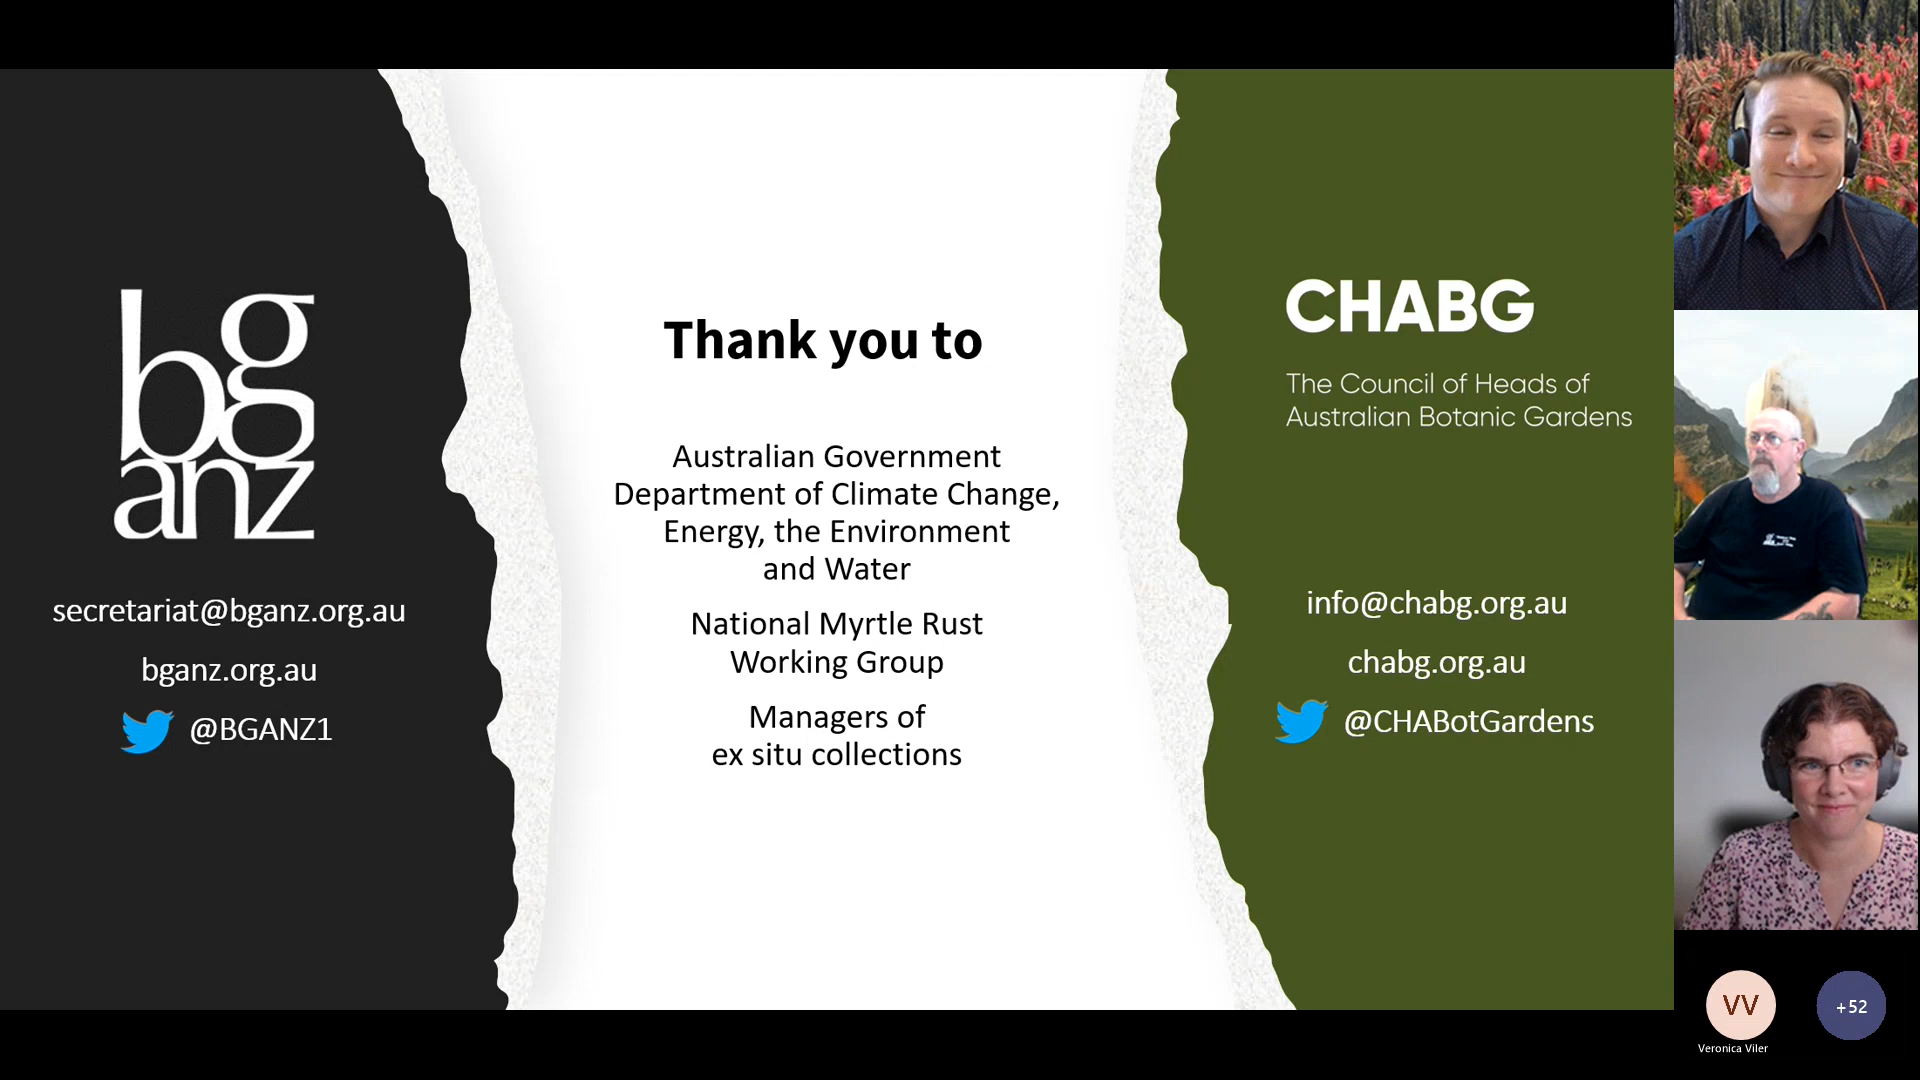 bg
anz
secretariat@bganz.org.au
bganz.org.au
@BGANZ1
Thank you to
Australian Government
Department of Climate Change,
Energy, the Environment
and Water
National Myrtle Rust
Working Group
Managers of
ex situ collections
CHABG
The Council of Heads of
Australian Botanic Gardens
info@chabg.org.au
chabg.org.au
@CHABotGardens
VV
Veronica Viler
+52